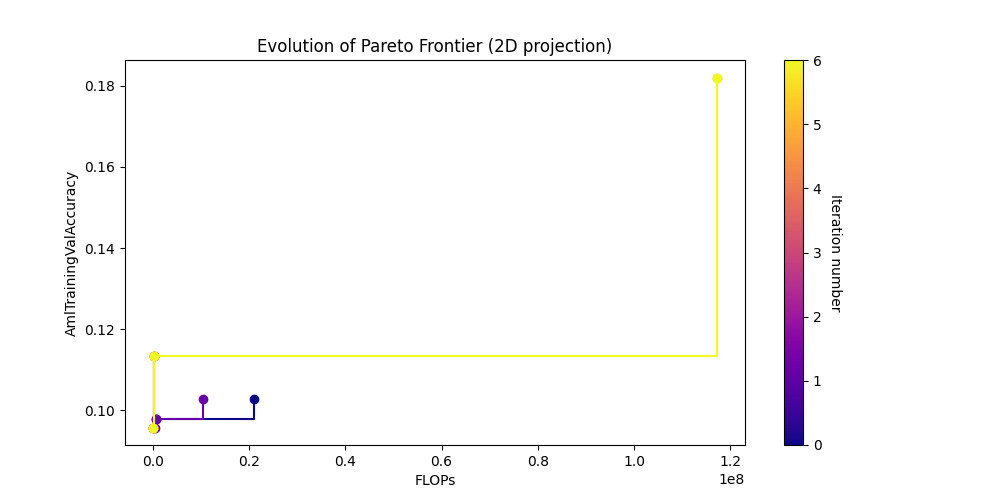 Evolution of Pareto Frontier (2D projection)
AmlTrainingValAccuracy
0.18
0.16
0.14
0.12
0.10
0.0 0.2 0.4 0.6 0.8 1.0 1.2
1e8
FLOPs
6
5
4
3
2
1
0
Iteration number